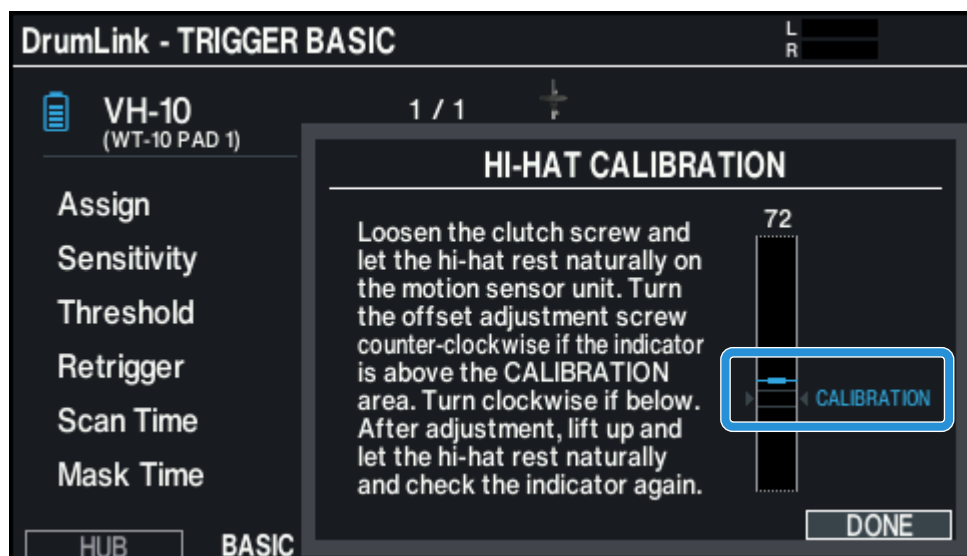 DrumLink - TRIGGER BASIC
L
R
VH-10
1 / 1
(WT-10 PAD 1)
HI-HAT CALIBRATION
Assign
Sensitivity
Threshold
Retrigger
Scan Time
Mask Time
Loosen the clutch screw and
let the hi-hat rest naturally on
the motion sensor unit. Turn
the offset adjustment screw
counter-clockwise if the indicator
is above the CALIBRATION
area. Turn clockwise if below.
After adjustment, lift up and
let the hi-hat rest naturally
and check the indicator again.
72
CALIBRATION
DONE
HUB
BASIC